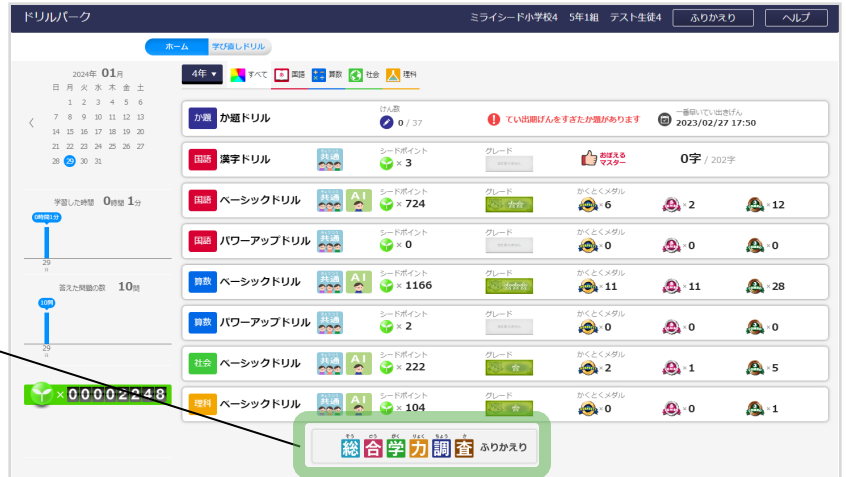 ドリルパーク ミライシード小学校4 5年1組 テスト生徒4 ふりかえり ヘルプ
ホーム 学び直しドリル
2024年 01月
日 月 火 水 木 金 土
1 2 3 4 5 6
7 8 9 10 11 12 13
14 15 16 17 18 19 20
21 22 23 24 25 26 27
28 29 30 31
学習した時間 0時間 1分
0時間1分
29
日
答えた問題の数 10問
10問
29
日
×00002248
4年 すべて 国語 算数 社会 理科
か題 か題ドリル けん数 0 / 37 てい出期げんをすぎたか題があります 一番早いてい出きげん 2023/02/27 17:50
国語 漢字ドリル 共通 シードポイント ×3 グレード おぼえるマスター 0字 / 202字
国語 ベーシックドリル 共通 AI シードポイント ×724 グレード かくとくメダル ×6 ×2 ×12
国語 パワーアップドリル 共通 シードポイント ×0 グレード かくとくメダル ×0 ×0 ×0
算数 ベーシックドリル 共通 AI シードポイント ×1166 グレード かくとくメダル ×11 ×11 ×28
算数 パワーアップドリル 共通 シードポイント ×2 グレード かくとくメダル ×0 ×0 ×0
社会 ベーシックドリル 共通 AI シードポイント ×222 グレード かくとくメダル ×2 ×1 ×5
理科 ベーシックドリル 共通 AI シードポイント ×104 グレード かくとくメダル ×0 ×0 ×1
そう ごう がく りょく ちょう さ
総合学力調査 ふりかえり